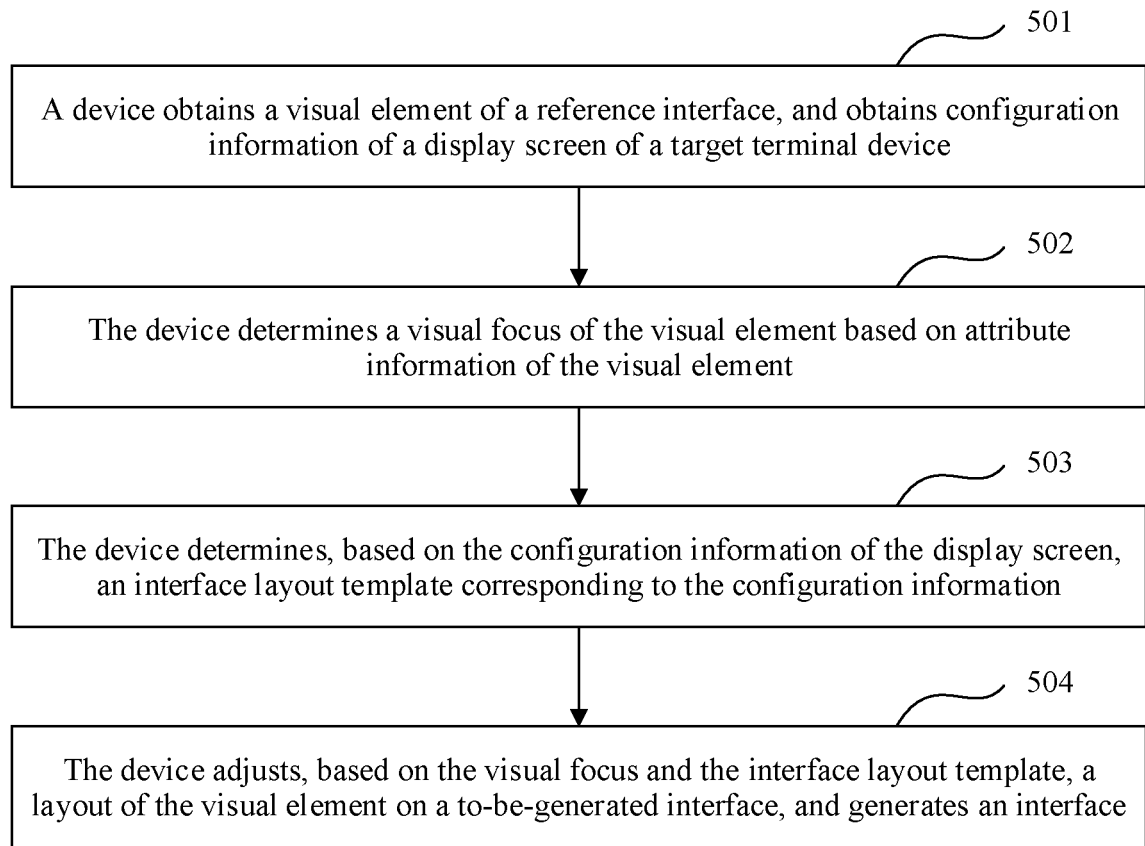 501
A device obtains a visual element of a reference interface, and obtains configuration
information of a display screen of a target terminal device
502
The device determines a visual focus of the visual element based on attribute
information of the visual element
503
The device determines, based on the configuration information of the display screen,
an interface layout template corresponding to the configuration information
504
The device adjusts, based on the visual focus and the interface layout template, a
layout of the visual element on a to-be-generated interface, and generates an interface